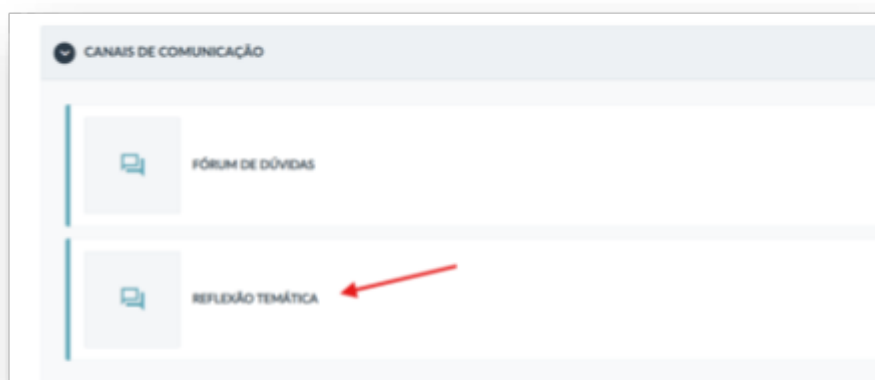 CANAIS DE COMUNICAÇÃO
FÓRUM DE DÚVIDAS
REFLEXÃO TEMÁTICA